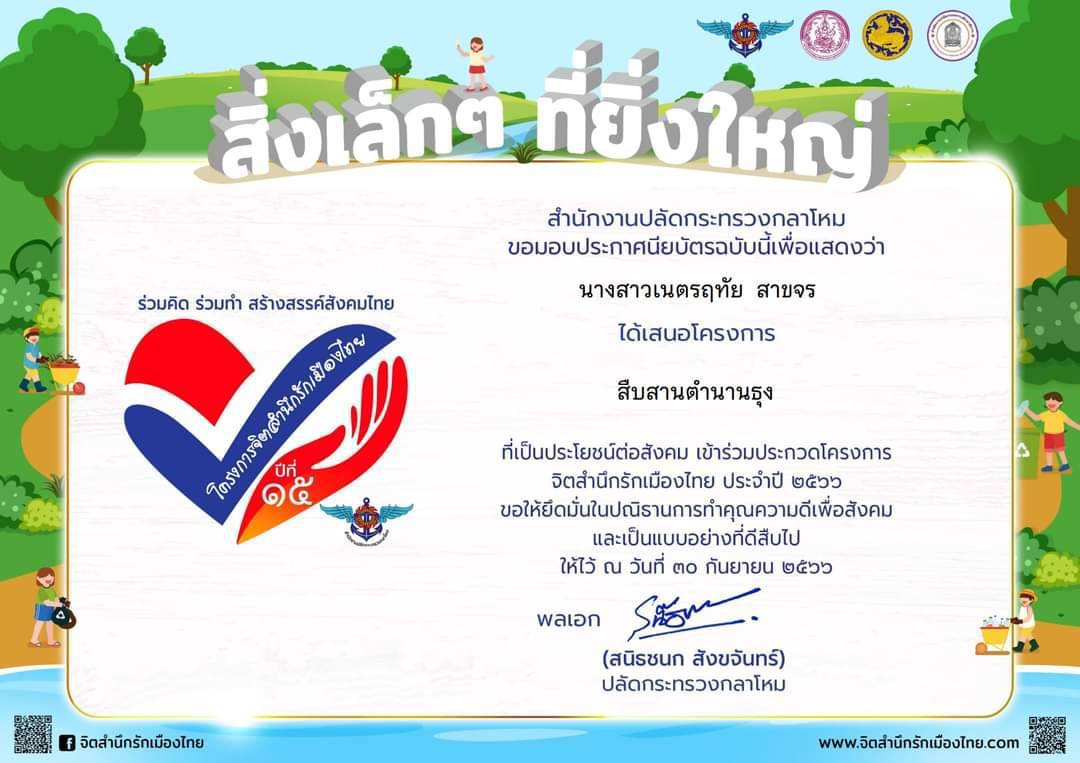 สิ่งเล็กๆ ที่ยิ่งใหญ่
สำนักงานปลัดกระทรวงกลาโหม
ขอมอบประกาศนียบัตรฉบับนี้เพื่อแสดงว่า
นางสาวเนตรฤทัย สาขจร
ได้เสนอโครงการ
สืบสานตำนานธุง
ที่เป็นประโยชน์ต่อสังคม เข้าร่วมประกวดโครงการ
จิตสำนึกรักเมืองไทย ประจำปี ๒๕๖๖
ขอให้ยึดมั่นในปณิธานการทำคุณความดีเพื่อสังคม
และเป็นแบบอย่างที่ดีสืบไป
ให้ไว้ ณ วันที่ ๓๐ กันยายน ๒๕๖๖
พลเอก
(สนิธชนก สังขจันทร์)
ปลัดกระทรวงกลาโหม
ร่วมคิด ร่วมทำ สร้างสรรค์สังคมไทย
โครงการจิตสำนึกรักเมืองไทย
ปีที่
๑๕
จิตสำนึกรักเมืองไทย
www.จิตสำนึกรักเมืองไทย.com